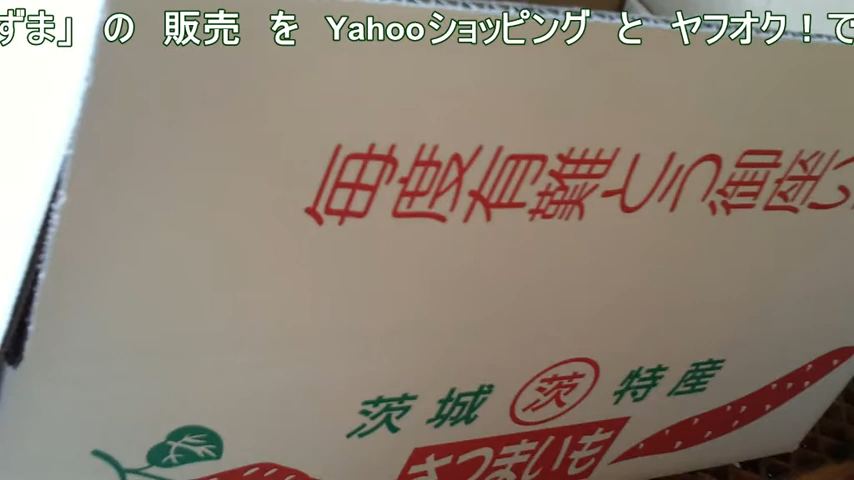 ずま」 の 販売 を Yahooショッピング と ヤフオク！で
毎度有難とう御座い
茨城 茨 特産
さつまいも